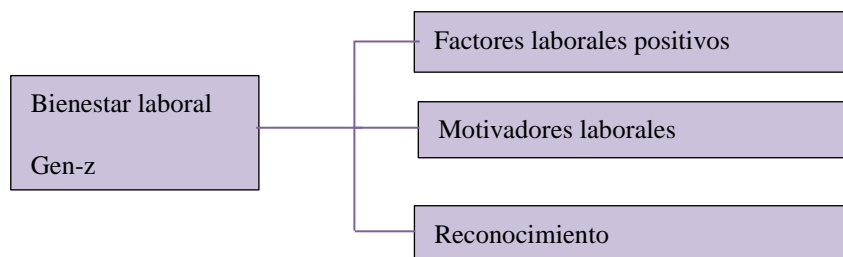 Bienestar laboral
Gen-z
Factores laborales positivos
Motivadores laborales
Reconocimiento